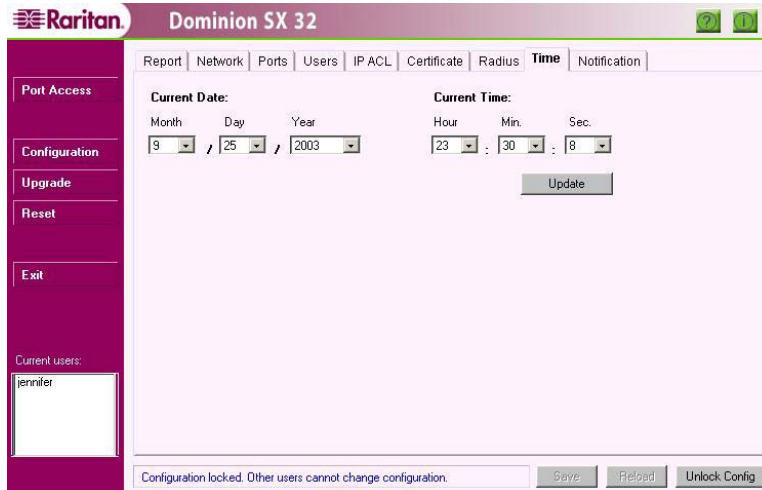 Raritan. Dominion SX 32 ? i
Report Network Ports Users IP ACL Certificate Radius Time Notification
Port Access
Configuration
Upgrade
Reset
Exit
Current users:
jennifer
Current Date:
Month Day Year
9 / 25 / 2003
Current Time:
Hour Min. Sec.
23 : 30 : 8
Update
Configuration locked. Other users cannot change configuration. Save Reload Unlock Config